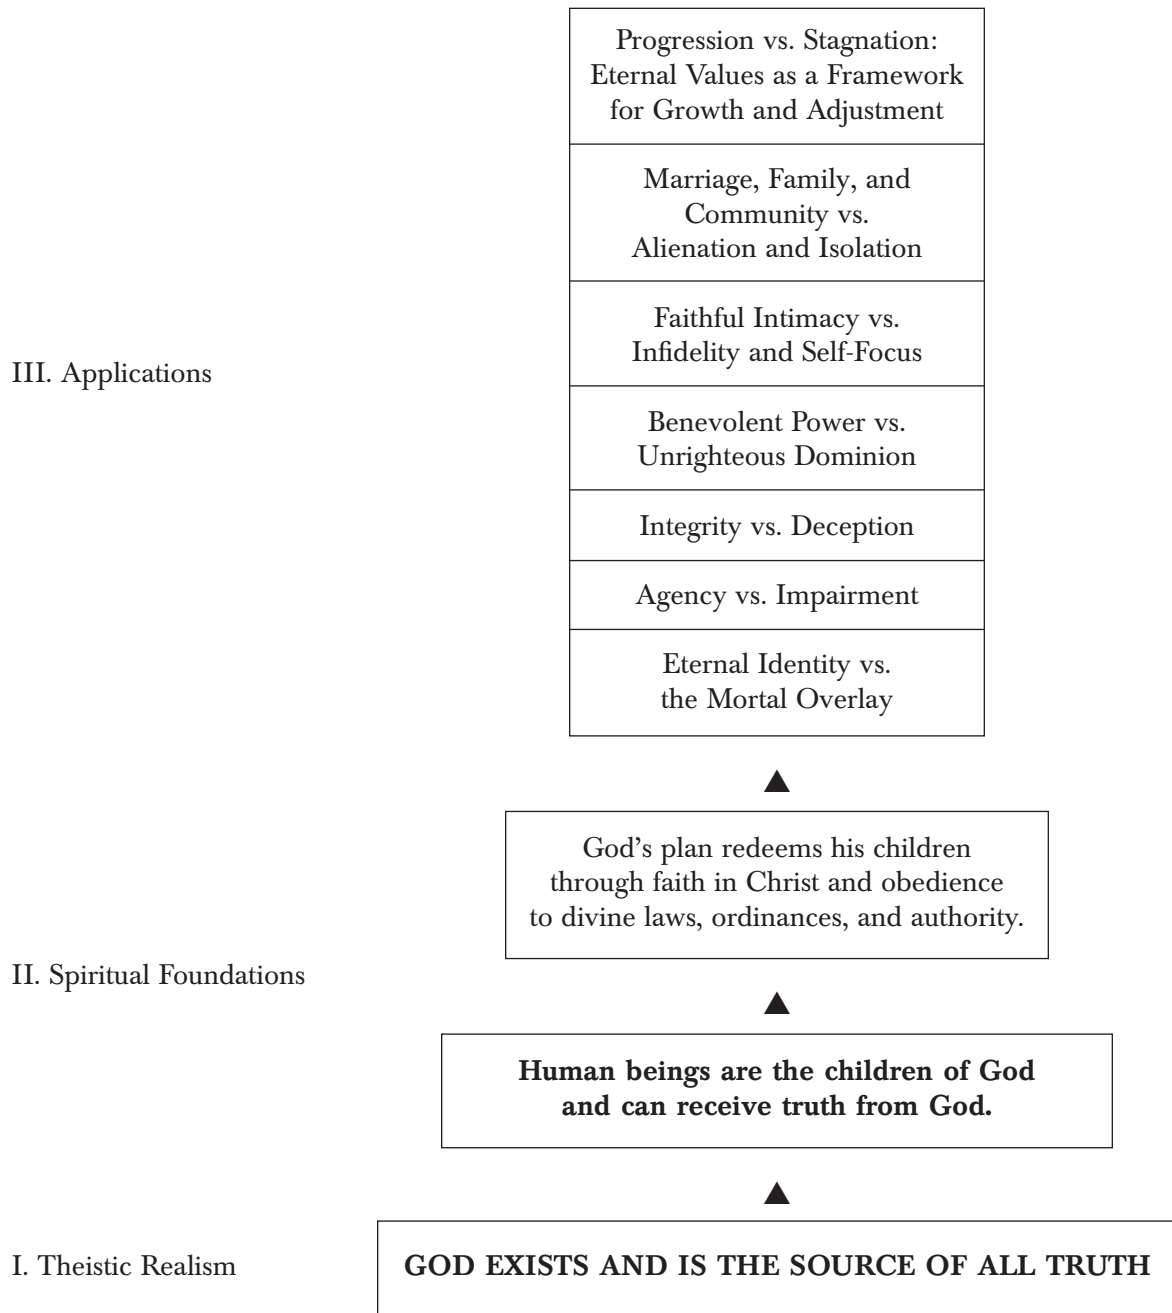 Progression vs. Stagnation:
Eternal Values as a Framework
for Growth and Adjustment
Marriage, Family, and
Community vs.
Alienation and Isolation
Faithful Intimacy vs.
Infidelity and Self-Focus
III. Applications
Benevolent Power vs.
Unrighteous Dominion
Integrity vs. Deception
Agency vs. Impairment
Eternal Identity vs.
the Mortal Overlay
God’s plan redeems his children
through faith in Christ and obedience
to divine laws, ordinances, and authority.
II. Spiritual Foundations
Human beings are the children of God
and can receive truth from God.
I. Theistic Realism
GOD EXISTS AND IS THE SOURCE OF ALL TRUTH